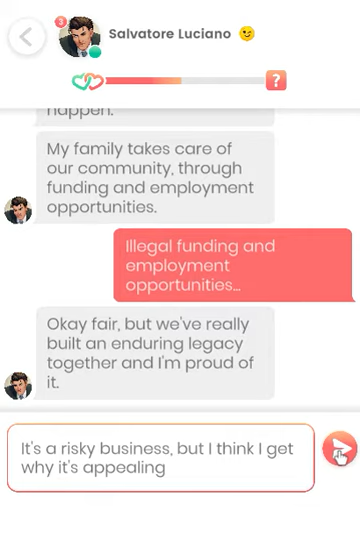 3
Salvatore Luciano 😉
?
happen.
My family takes care of
our community, through
funding and employment
opportunities.
Illegal funding and
employment
opportunities...
Okay fair, but we've really
built an enduring legacy
together and I'm proud of
it.
It's a risky business, but I think I get
why it's appealing